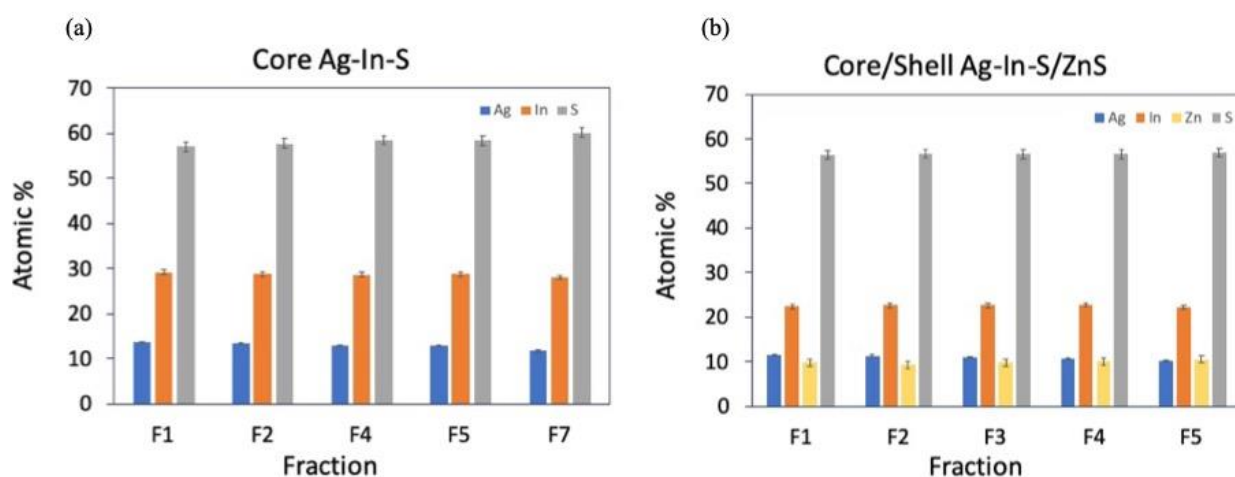 (a)
Core Ag-In-S
Ag In S
70
60
50
40
30
20
10
0
Atomic %
F1 F2 F4 F5 F7
Fraction
(b)
Core/Shell Ag-In-S/ZnS
Ag In Zn S
70
60
50
40
30
20
10
0
Atomic %
F1 F2 F3 F4 F5
Fraction